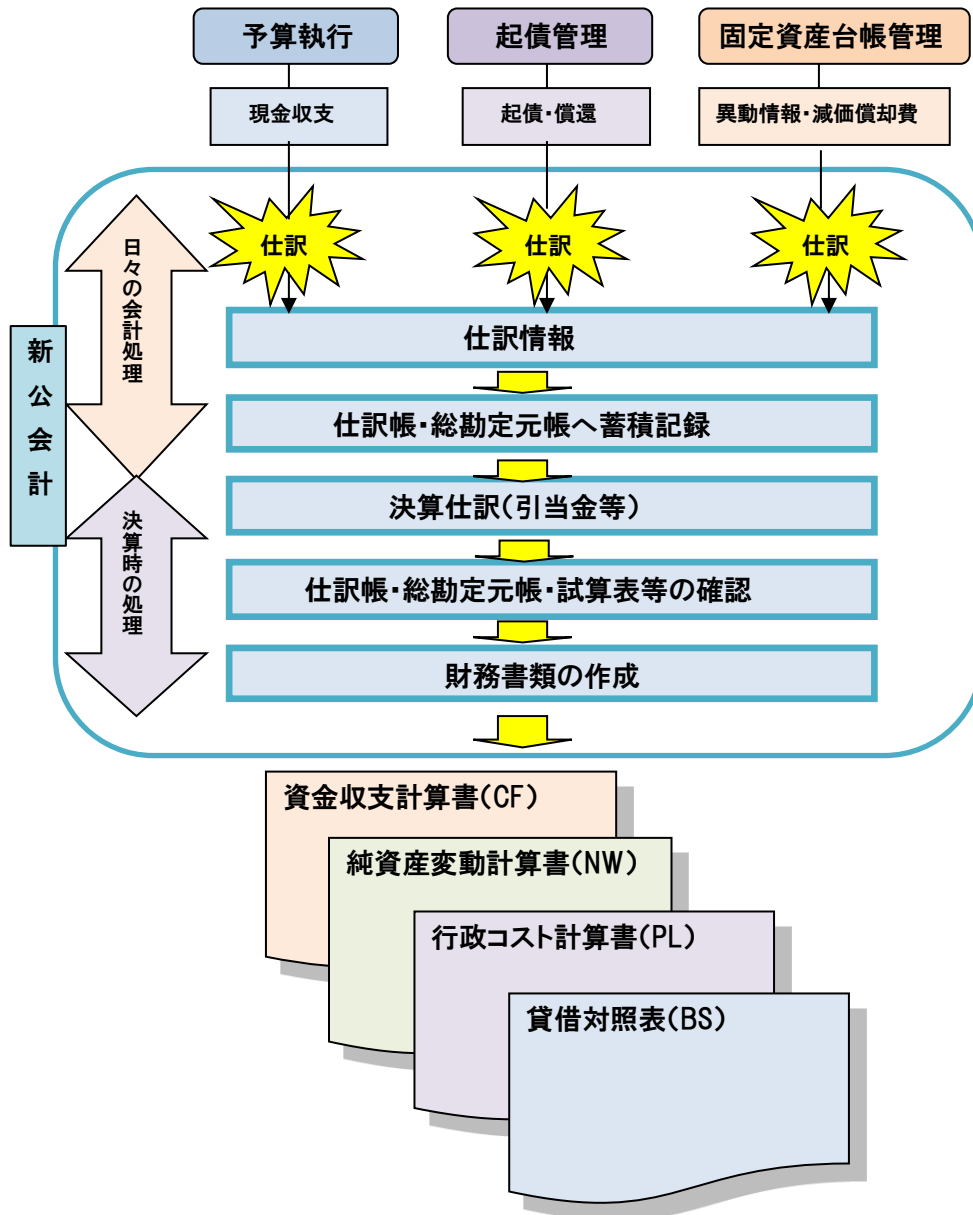 予算執行
起債管理
固定資産台帳管理
現金収支
起債・償還
異動情報・減価償却費
仕訳
仕訳
仕訳
日々の会計処理
新公会計
仕訳情報
仕訳帳・総勘定元帳へ蓄積記録
決算仕訳(引当金等)
決算時の処理
仕訳帳・総勘定元帳・試算表等の確認
財務書類の作成
資金収支計算書(CF)
純資産変動計算書(NW)
行政コスト計算書(PL)
貸借対照表(BS)